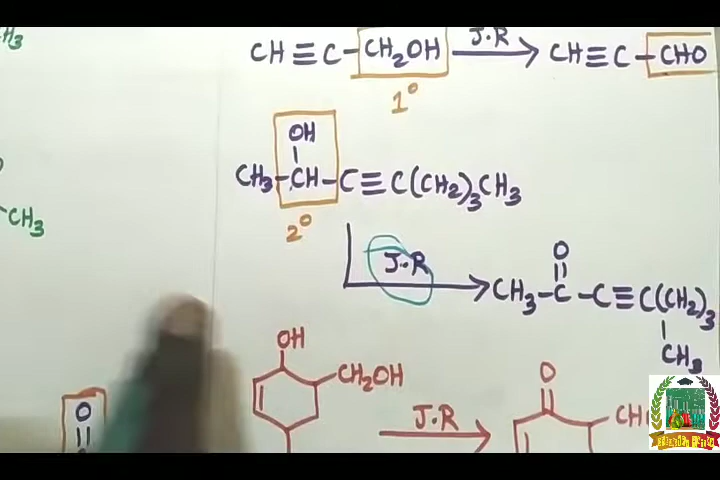 CH₃
CH≡C-CH₂OH J.R CH≡C-CHO
1°
OH
CH₃-CH-C≡C(CH₂)₃CH₃
CH₃
2°
J.R
O
CH₃-C-C≡C(CH₂)₃
CH₃
OH
CH₂OH
O
J.R
O